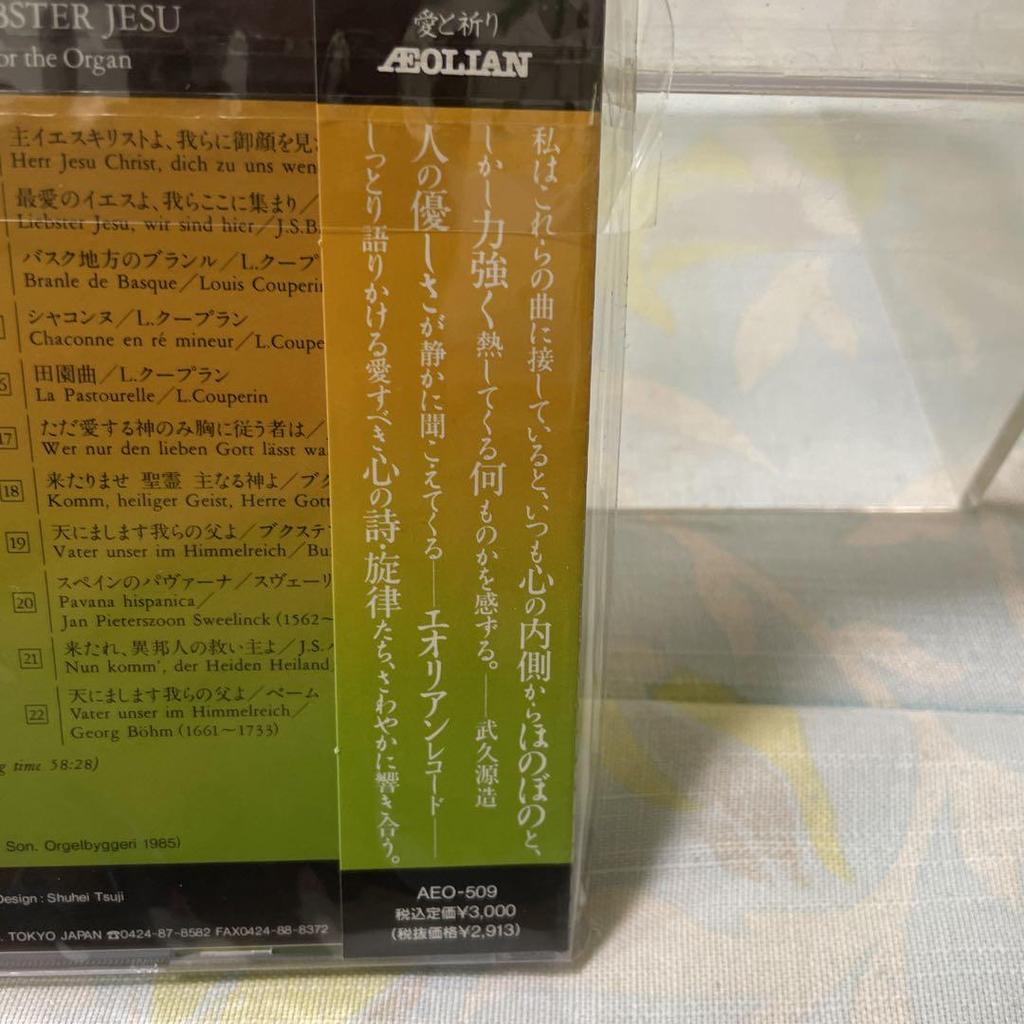 BSTER JESU
or the Organ
主イエスキリストよ、我らに御顔を見
Herr Jesu Christ, dich zu uns wen
最愛のイエスよ、我らここに集まり／
Liebster Jesu, wir sind hier／J.S.B
バスク地方のブランル／L.クープ
Branle de Basque／Louis Couperin
シャコンヌ／L.クープラン
Chaconne en ré mineur／L.Coupe
6 田園曲／L.クープラン
La Pastourelle／L.Couperin
17 ただ愛する神のみ胸に従う者は／
Wer nur den lieben Gott lässt wa
18 来たりませ 聖霊 主なる神よ／ブク
Komm, heiliger Geist, Herre Gott
19 天にまします我らの父よ／ブクステ
Vater unser im Himmelreich／Bu
20 スペインのパヴァーナ／スヴェーリ
Pavana hispanica／
Jan Pieterszoon Sweelinck (1562~
21 来たれ、異邦人の救い主よ／J.S.
Nun komm', der Heiden Heiland
22 天にまします我らの父よ／ベーム
Vater unser im Himmelreich／
Georg Böhm (1661~1733)
g time 58:28)
Son. Orgelbyggeri 1985)
Design : Shuhei Tsuji
. TOKYO JAPAN ☎0424-87-8582 FAX0424-88-8372
愛と祈り
ÆOLIAN
私はこれらの曲に接していると、いつも心の内側からほのぼのと、
しかし力強く熱してくる何ものかを感ずる。——武久源造
人の優しさが静かに聞こえてくる——エオリアンレコード——
しっとり語りかける愛すべき心の詩・旋律たち、さわやかに響き合う。
AEO-509
税込定価¥3,000
(税抜価格¥2,913)